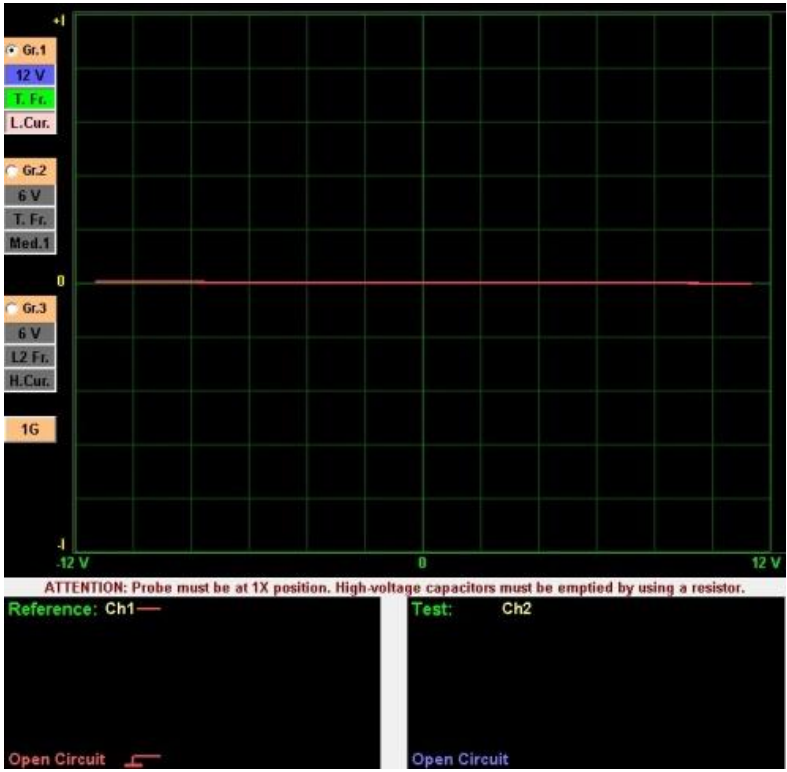 +I
Gr.1
12 V
T. Fr.
L.Cur.
Gr.2
6 V
T. Fr.
Med.1
0
Gr.3
6 V
L2 Fr.
H.Cur.
1G
-I
-12 V 0 12 V
ATTENTION: Probe must be at 1X position. High-voltage capacitors must be emptied by using a resistor.
Reference: Ch1
Test: Ch2
Open Circuit
Open Circuit